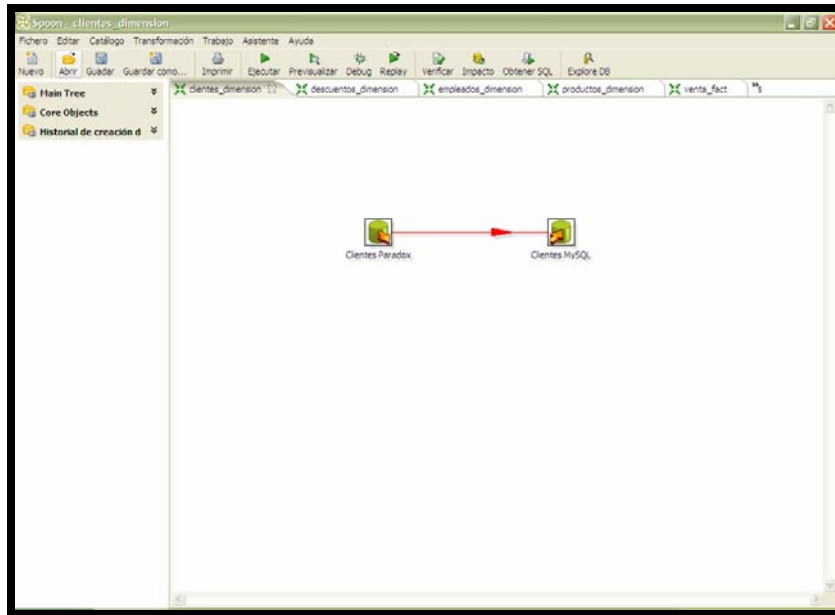 Spoon - clientes_dimension
Fichero Editar Catálogo Transformación Trabajo Asistente Ayuda
Nuevo Abrir Guadar Guardar como... Imprimir Ejecutar Previsualizar Debug Replay Verificar Impacto Obtener SQL Explore DB
Main Tree
Core Objects
Historial de creación d
clientes_dimension descuentos_dimension empleados_dimension productos_dimension venta_fact »5
Clientes Paradox Clientes MySQL